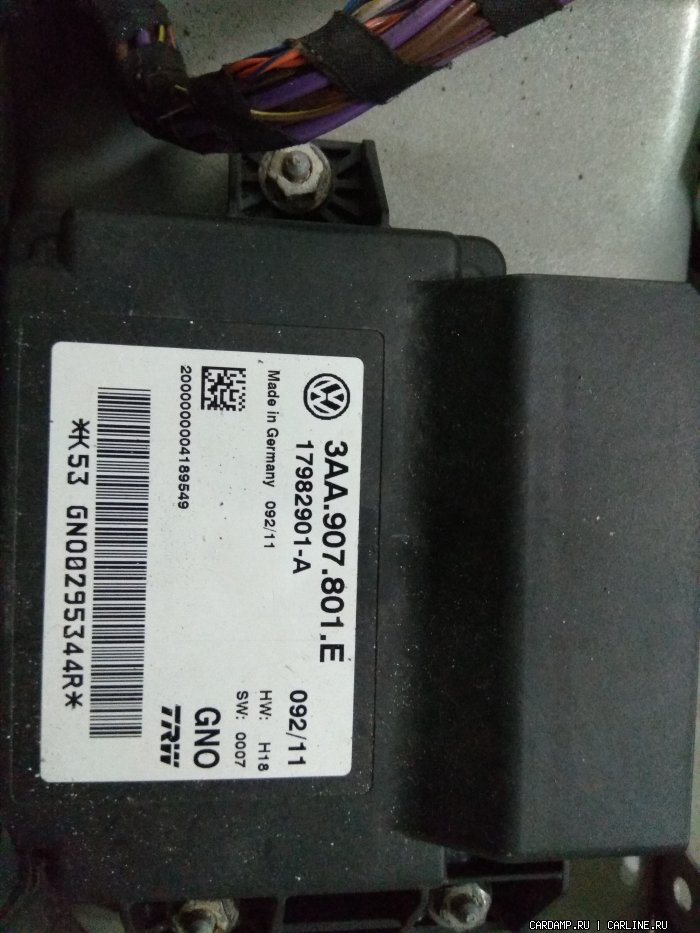 3AA.907.801.E
17982901-A
Made in Germany 092/11
2000000004189549
*K53 GNO00295344R*
092/11
HW: H18
SW: 0007
GNO
TRW
CARDAMP.RU | CARLINE.RU